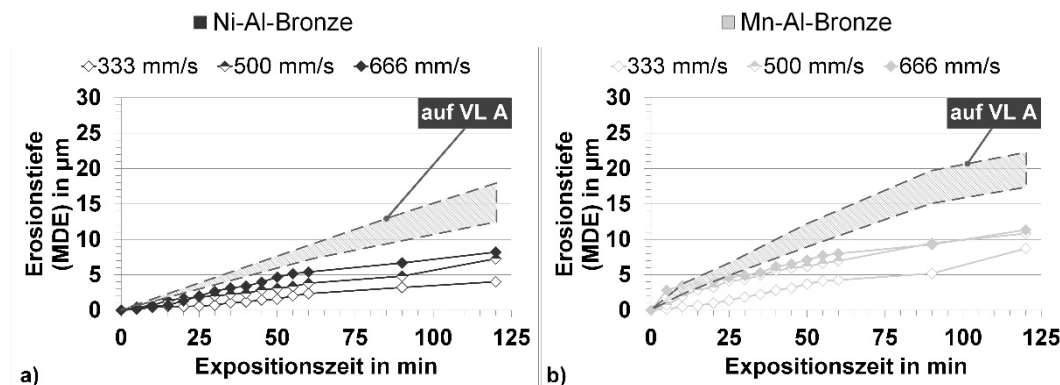 Ni-Al-Bronze
333 mm/s 500 mm/s 666 mm/s
Erosionstiefe
(MDE) in µm
30
25
20
15
10
5
0
auf VL A
0 25 50 75 100 125
Expositionszeit in min
a)
Mn-Al-Bronze
333 mm/s 500 mm/s 666 mm/s
Erosionstiefe
(MDE) in µm
30
25
20
15
10
5
0
auf VL A
0 25 50 75 100 125
Expositionszeit in min
b)